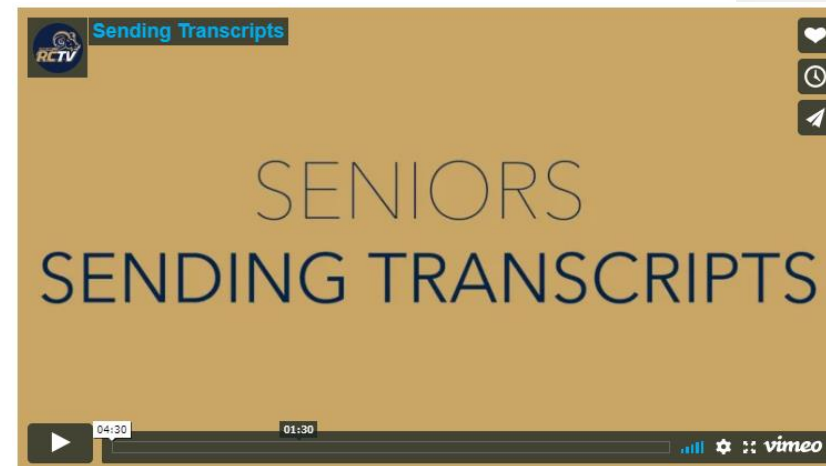 Sending Transcripts
RCTV
SENIORS
SENDING TRANSCRIPTS
04:30
01:30
vimeo